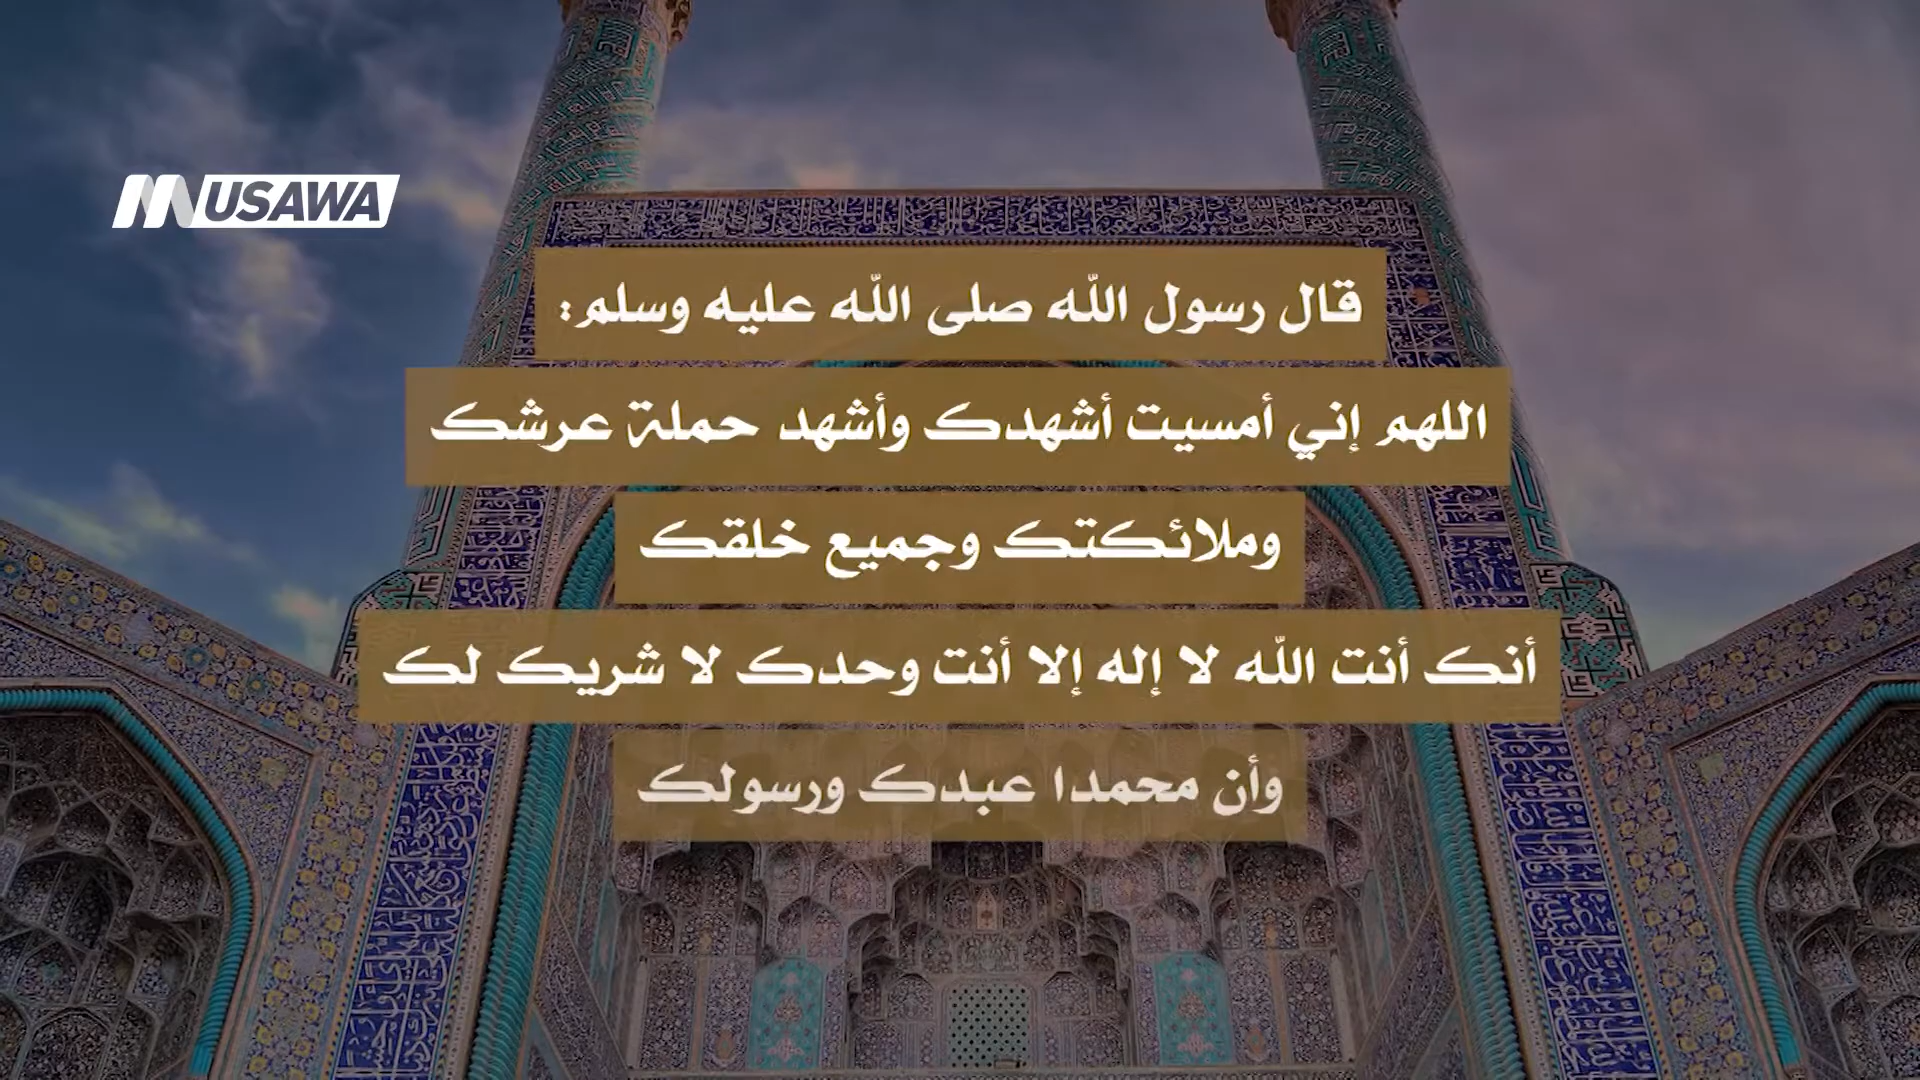 MUSAWA
قال رسول الله صلى الله عليه وسلم:
اللهم إني أمسيت أشهدك وأشهد حملة عرشك
وملائكتك وجميع خلقك
أنك أنت الله لا إله إلا أنت وحدك لا شريك لك
وأن محمدا عبدك ورسولك